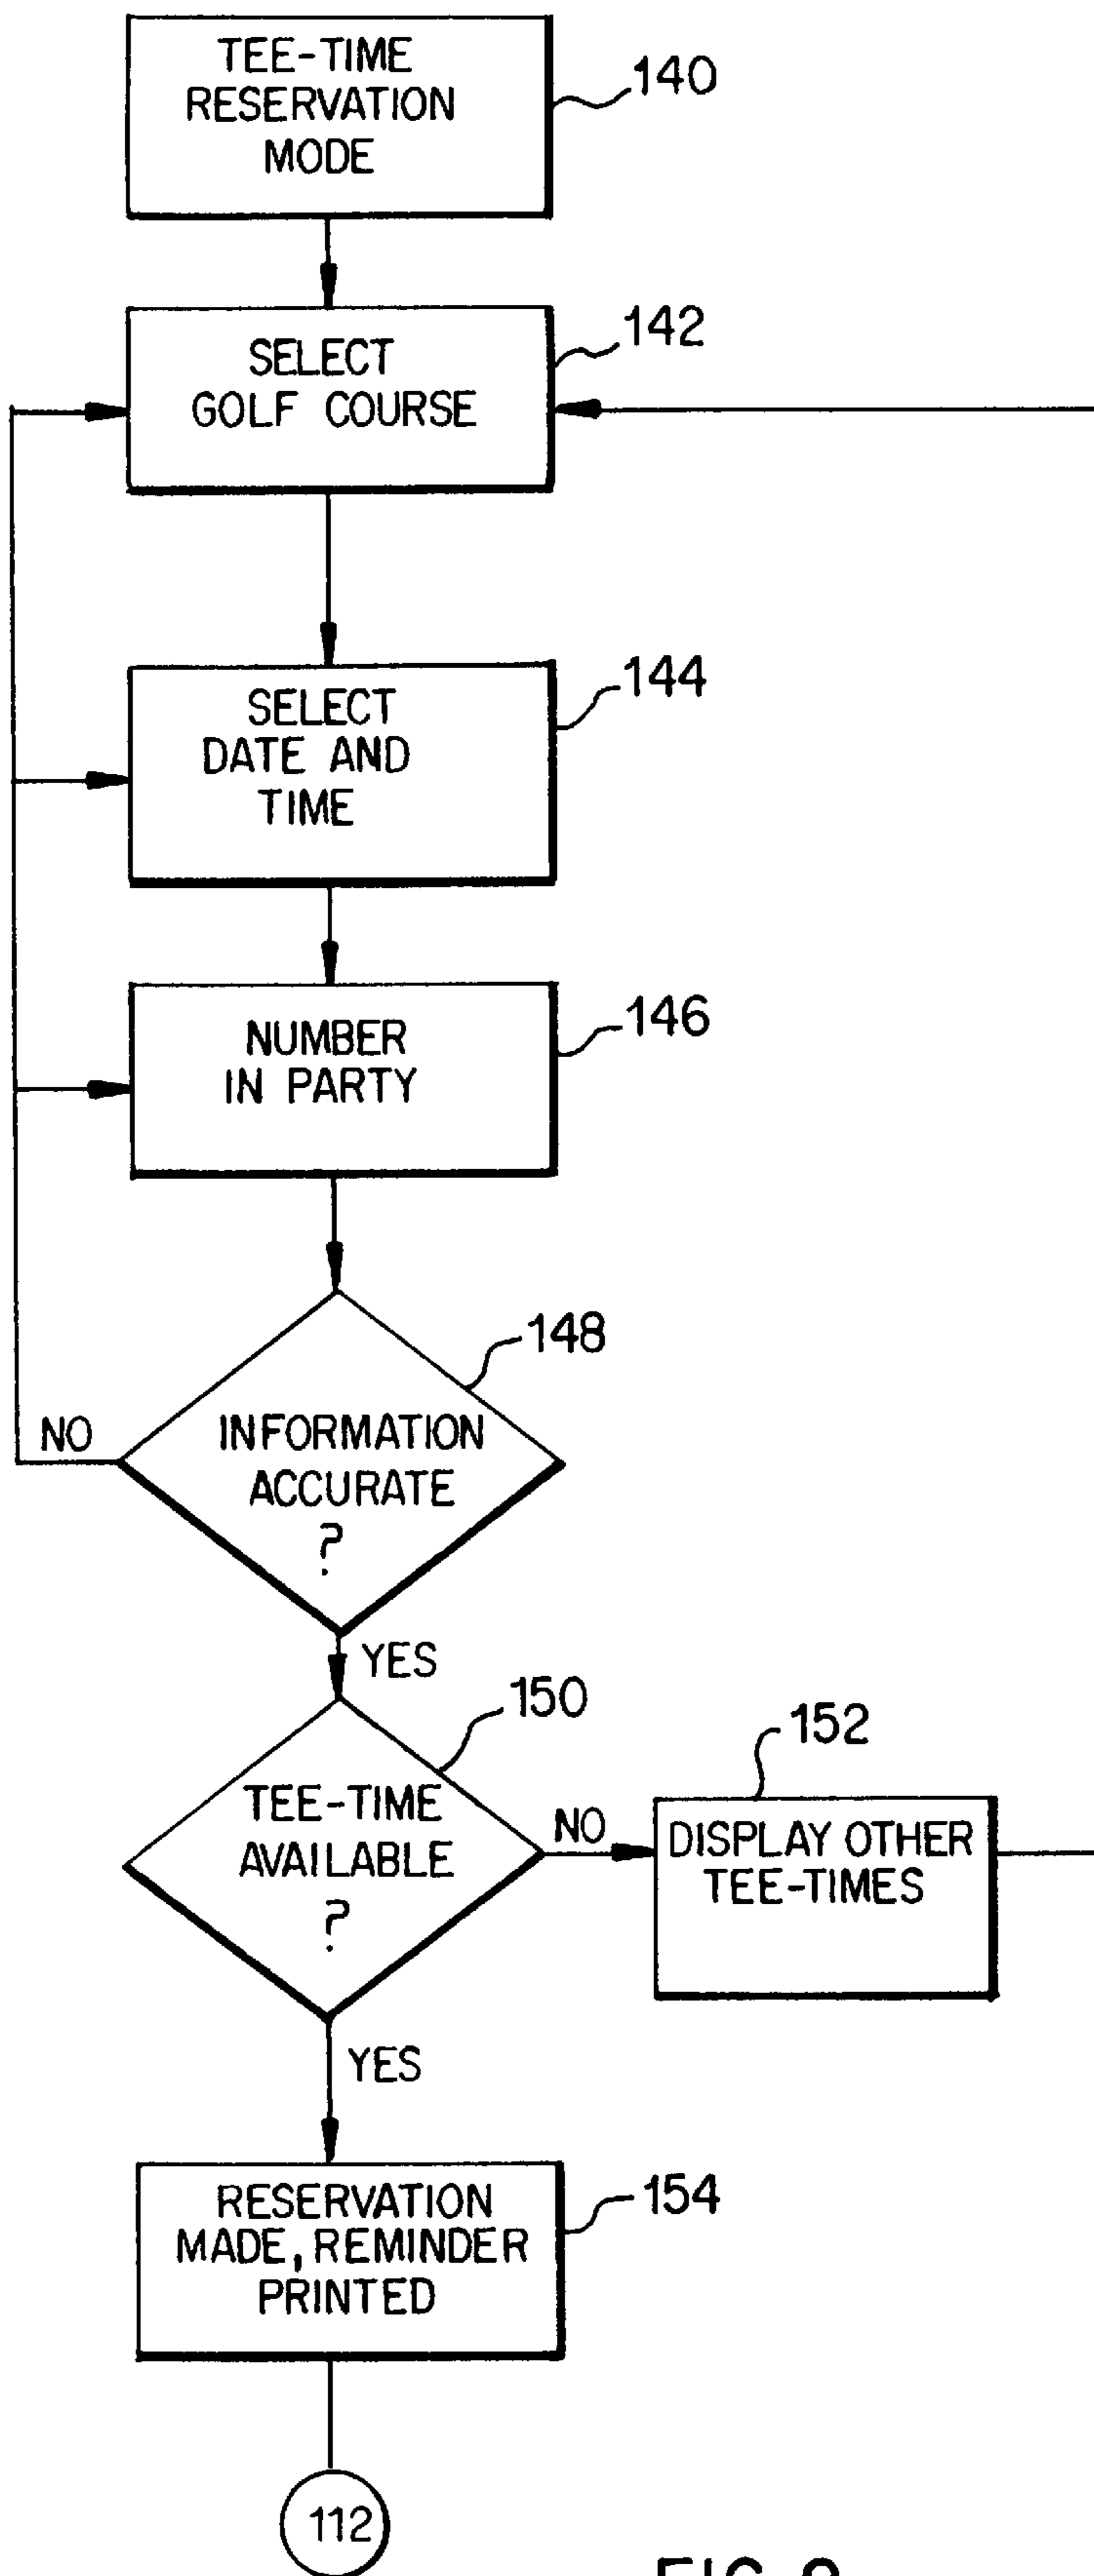 TEE-TIME
RESERVATION
MODE
140
SELECT
GOLF COURSE
142
SELECT
DATE AND
TIME
144
NUMBER
IN PARTY
146
148
INFORMATION
ACCURATE
?
NO
YES
150
TEE-TIME
AVAILABLE
?
NO
152
DISPLAY OTHER
TEE-TIMES
YES
RESERVATION
MADE, REMINDER
PRINTED
154
112